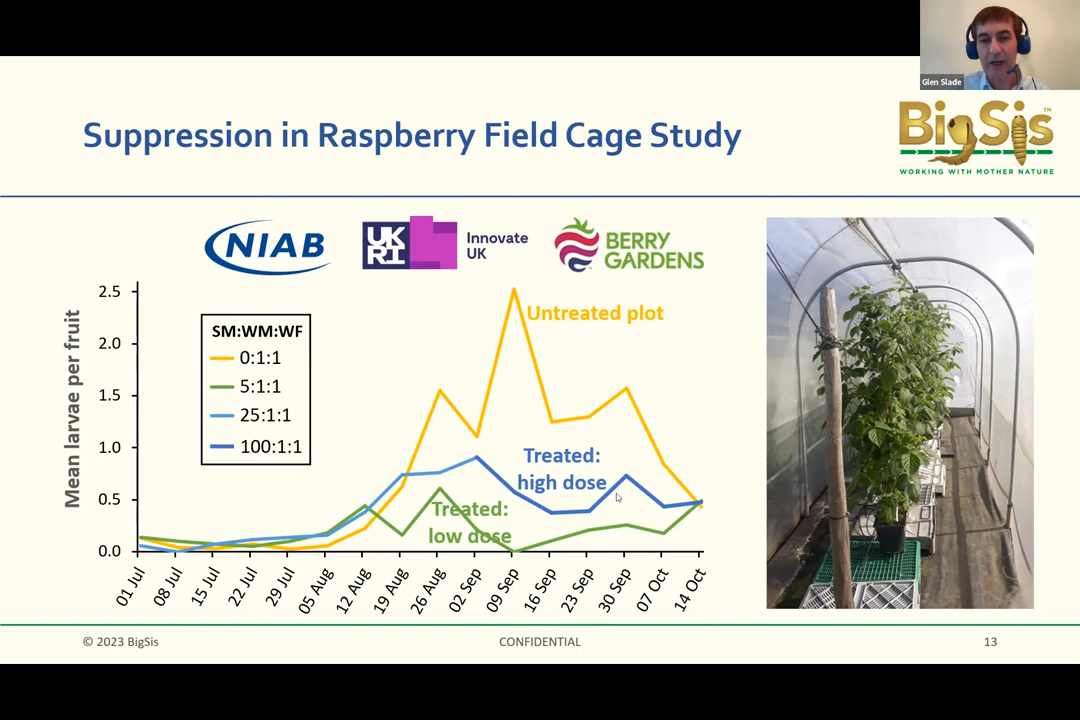 Glen Slade
Suppression in Raspberry Field Cage Study
BigSis™
WORKING WITH MOTHER NATURE
NIAB
UK
RI
Innovate
UK
BERRY
GARDENS
Mean larvae per fruit
2.5
2.0
1.5
1.0
0.5
0.0
SM:WM:WF
0:1:1
5:1:1
25:1:1
100:1:1
Untreated plot
Treated:
high dose
Treated:
low dose
01 Jul
08 Jul
15 Jul
22 Jul
29 Jul
05 Aug
12 Aug
19 Aug
26 Aug
02 Sep
09 Sep
16 Sep
23 Sep
30 Sep
07 Oct
14 Oct
© 2023 BigSis
CONFIDENTIAL
13